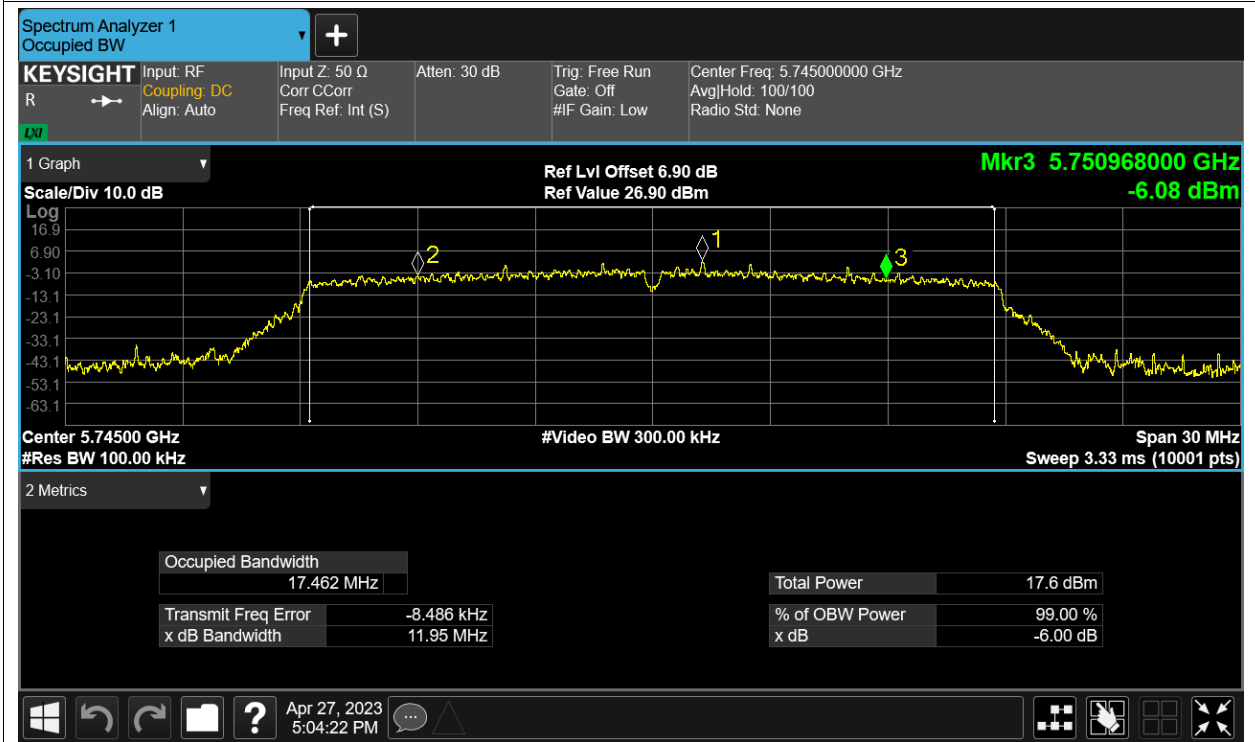 Spectrum Analyzer 1
Occupied BW
+
KEYSIGHT
R
LXI
Input: RF
Coupling: DC
Align: Auto
Input Z: 50 Ω
Corr CCorr
Freq Ref: Int (S)
Atten: 30 dB
Trig: Free Run
Gate: Off
#IF Gain: Low
Center Freq: 5.745000000 GHz
Avg|Hold: 100/100
Radio Std: None
1 Graph
Scale/Div 10.0 dB
Ref Lvl Offset 6.90 dB
Ref Value 26.90 dBm
Mkr3 5.750968000 GHz
-6.08 dBm
Log
16.9
6.90
-3.10
-13.1
-23.1
-33.1
-43.1
-53.1
-63.1
2
1
3
Center 5.74500 GHz
#Video BW 300.00 kHz
Span 30 MHz
#Res BW 100.00 kHz
Sweep 3.33 ms (10001 pts)
2 Metrics
Occupied Bandwidth
17.462 MHz
Total Power 17.6 dBm
Transmit Freq Error -8.486 kHz
% of OBW Power 99.00 %
x dB Bandwidth 11.95 MHz
x dB -6.00 dB
?
Apr 27, 2023
5:04:22 PM